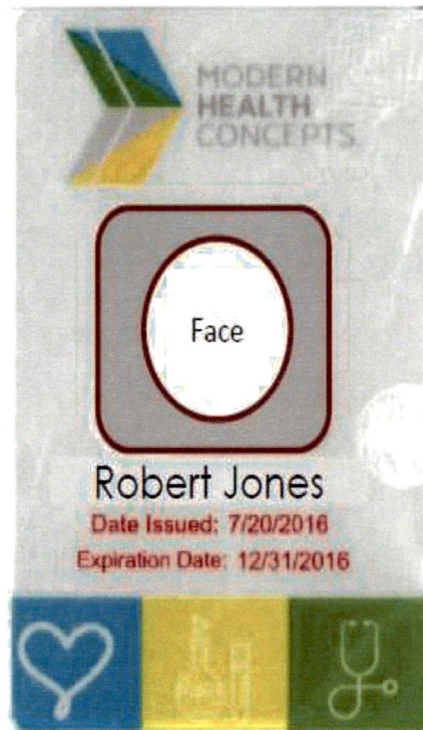 MODERN
HEALTH
CONCEPTS
Face
Robert Jones
Date Issued: 7/20/2016
Expiration Date: 12/31/2016